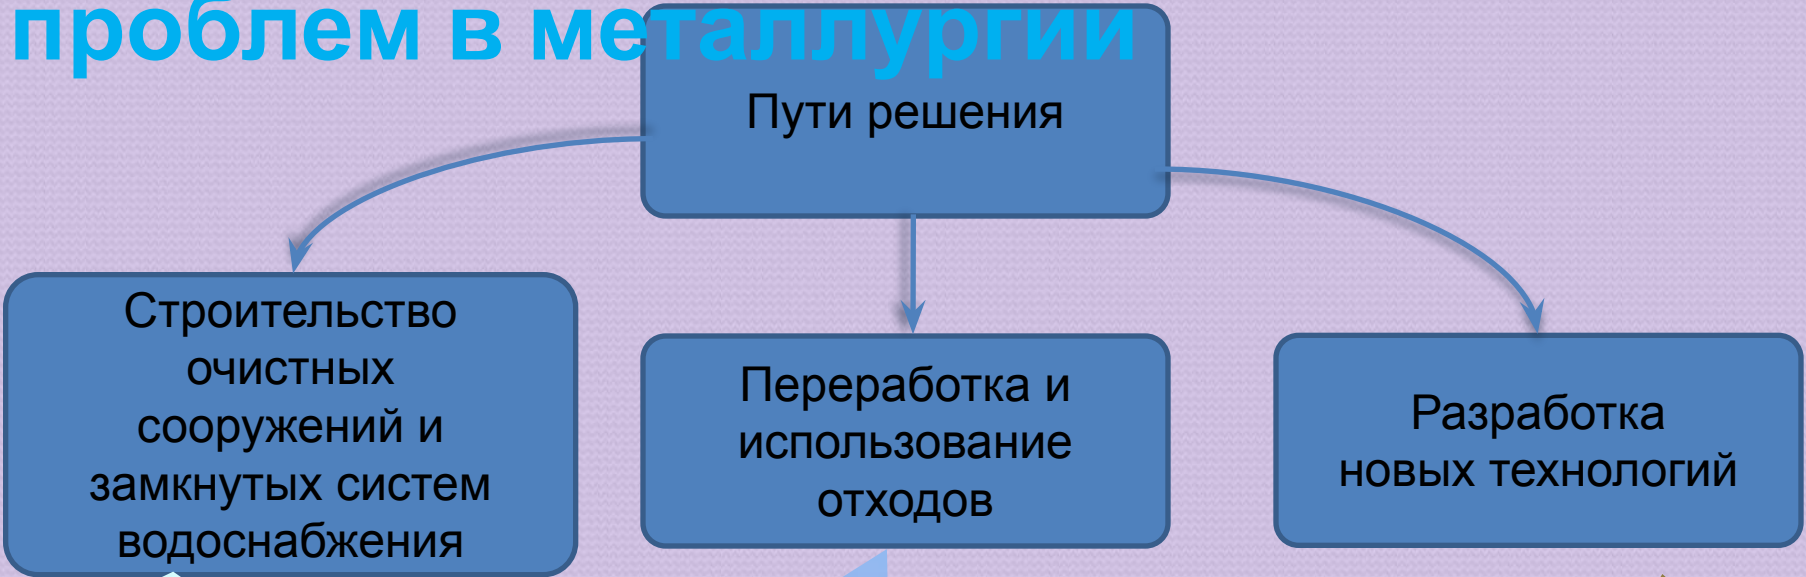 проблем в металлургии
Пути решения
Строительство
очистных
сооружений и
замкнутых систем
водоснабжения
Переработка и
использование
отходов
Разработка
новых технологий